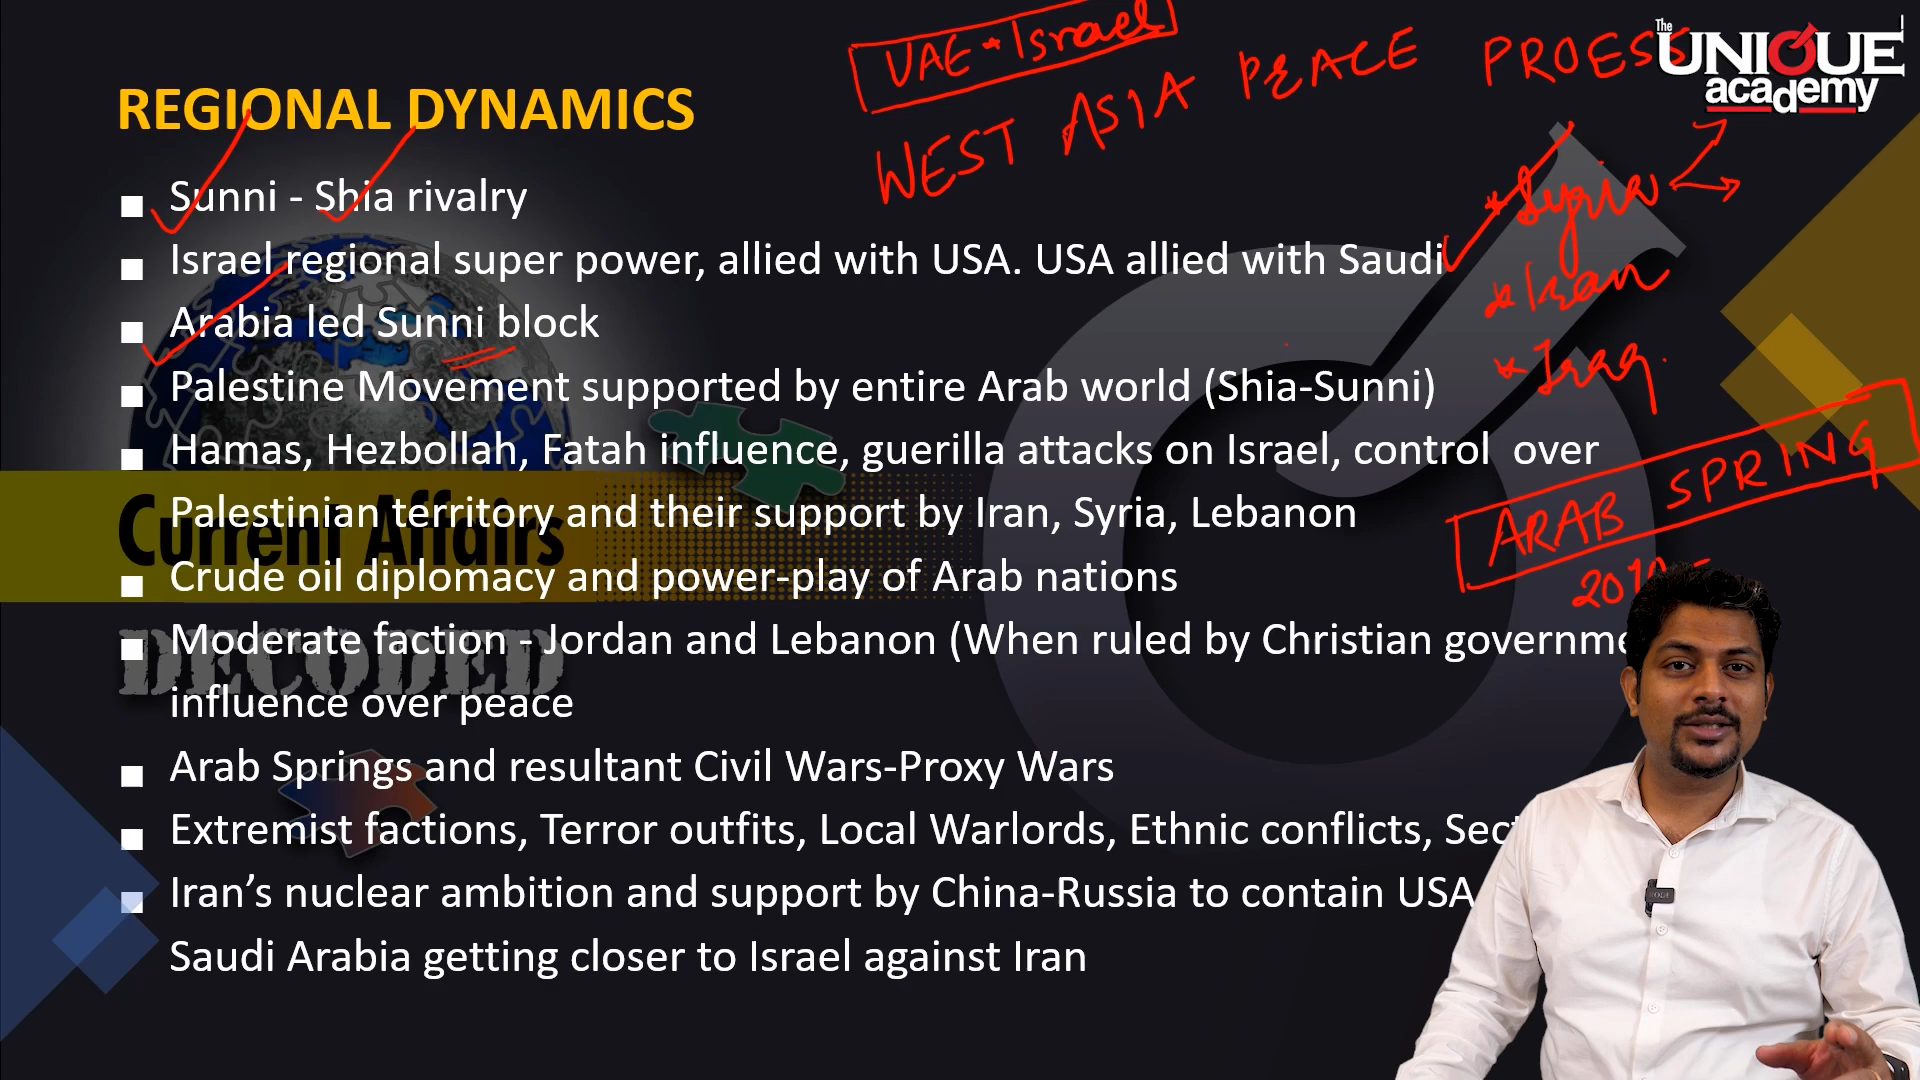 UAE * Israel
WEST ASIA PEACE PROESS
The
UNIQUE
academy
REGIONAL DYNAMICS
Sunni - Shia rivalry
Israel regional super power, allied with USA. USA allied with Saudi
Arabia led Sunni block
Palestine Movement supported by entire Arab world (Shia-Sunni)
Hamas, Hezbollah, Fatah influence, guerilla attacks on Israel, control over
Palestinian territory and their support by Iran, Syria, Lebanon
Crude oil diplomacy and power-play of Arab nations
Moderate faction - Jordan and Lebanon (When ruled by Christian governme
influence over peace
Arab Springs and resultant Civil Wars-Proxy Wars
Extremist factions, Terror outfits, Local Warlords, Ethnic conflicts, Sect
Iran’s nuclear ambition and support by China-Russia to contain USA
Saudi Arabia getting closer to Israel against Iran
* Syria
* Iran
* Iraq
ARAB SPRING
2010 -
Current Affairs
DECODED